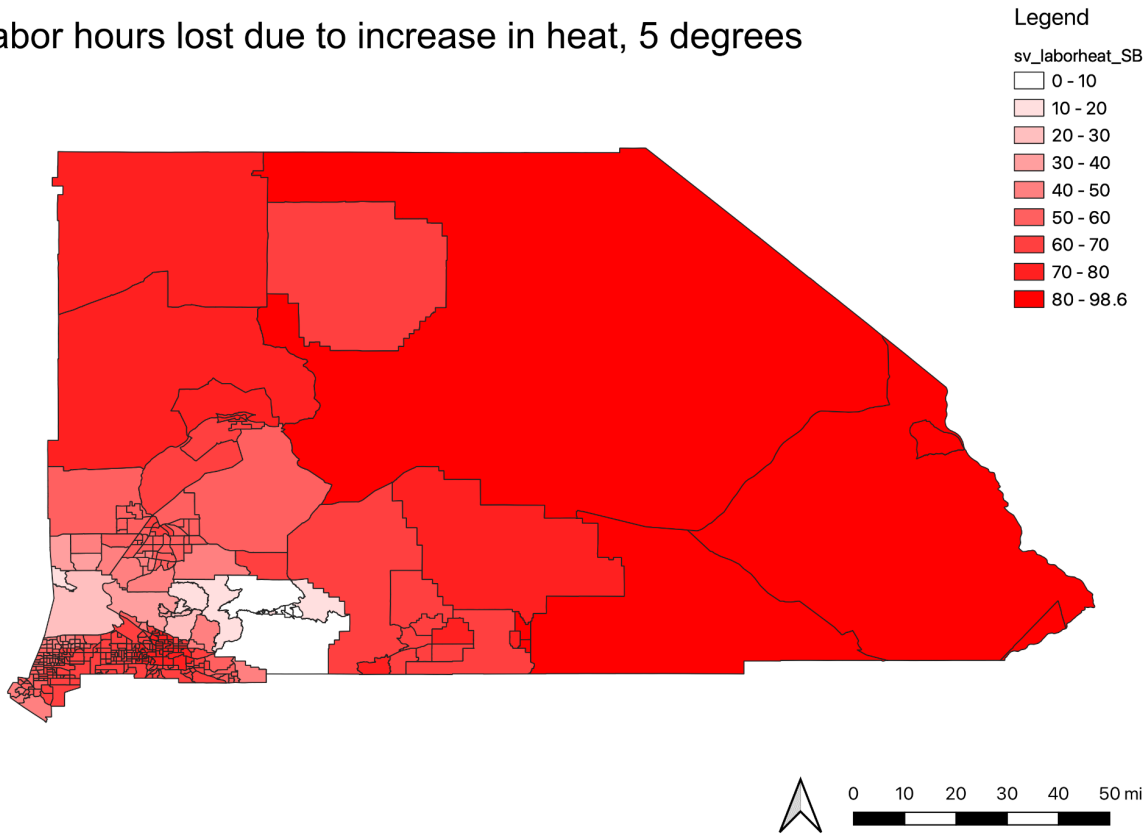 abor hours lost due to increase in heat, 5 degrees
Legend
sv_laborheat_SB
0 - 10
10 - 20
20 - 30
30 - 40
40 - 50
50 - 60
60 - 70
70 - 80
80 - 98.6
0 10 20 30 40 50 mi